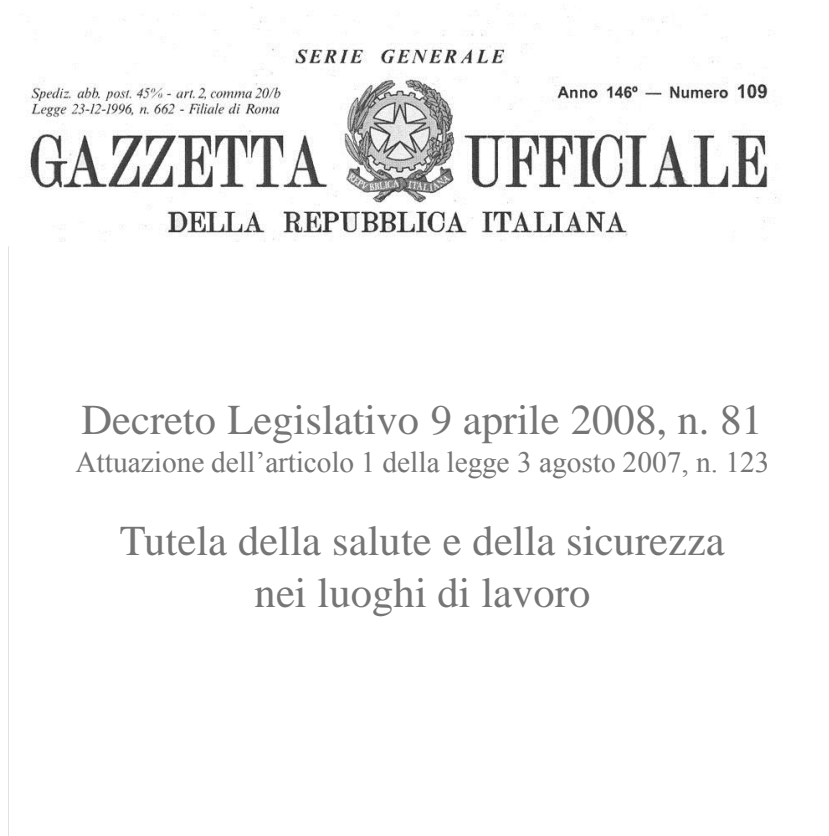 SERIE GENERALE
Spediz. abb. post. 45% - art. 2, comma 20/b
Legge 23-12-1996, n. 662 - Filiale di Roma
Anno 146° — Numero 109
GAZZETTA UFFICIALE
REPVBBLICA ITALIANA
DELLA REPUBBLICA ITALIANA
Decreto Legislativo 9 aprile 2008, n. 81
Attuazione dell’articolo 1 della legge 3 agosto 2007, n. 123
Tutela della salute e della sicurezza
nei luoghi di lavoro